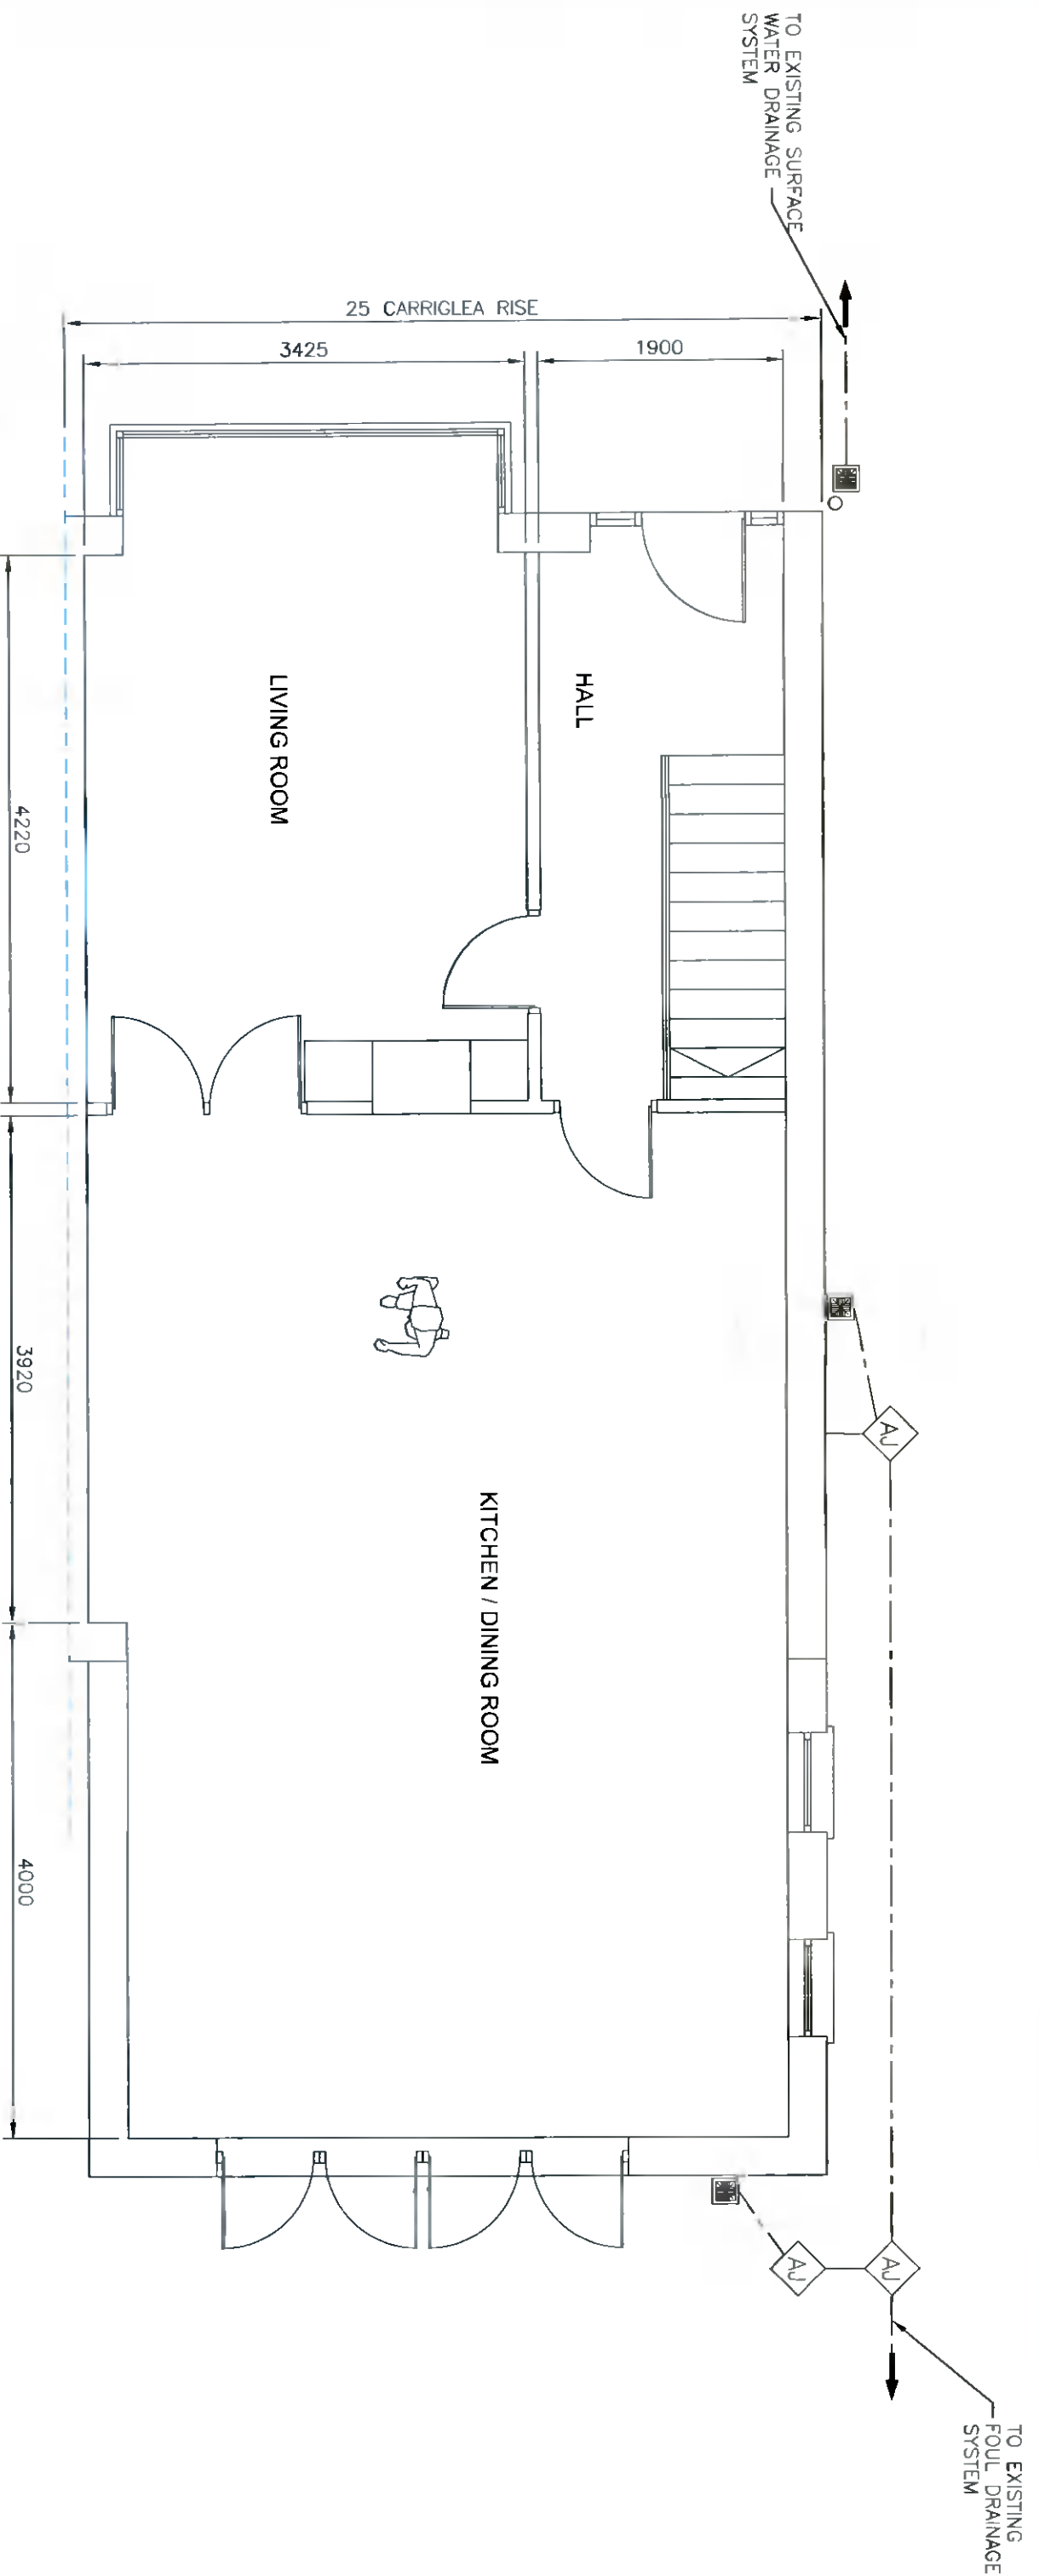 TO EXISTING SURFACE
WATER DRAINAGE
SYSTEM
25 CARRIGLEA RISE
3425
1900
HALL
LIVING ROOM
4220
3920
4000
KITCHEN / DINING ROOM
AJ
AJ
AJ
TO EXISTING
FOUL DRAINAGE
SYSTEM